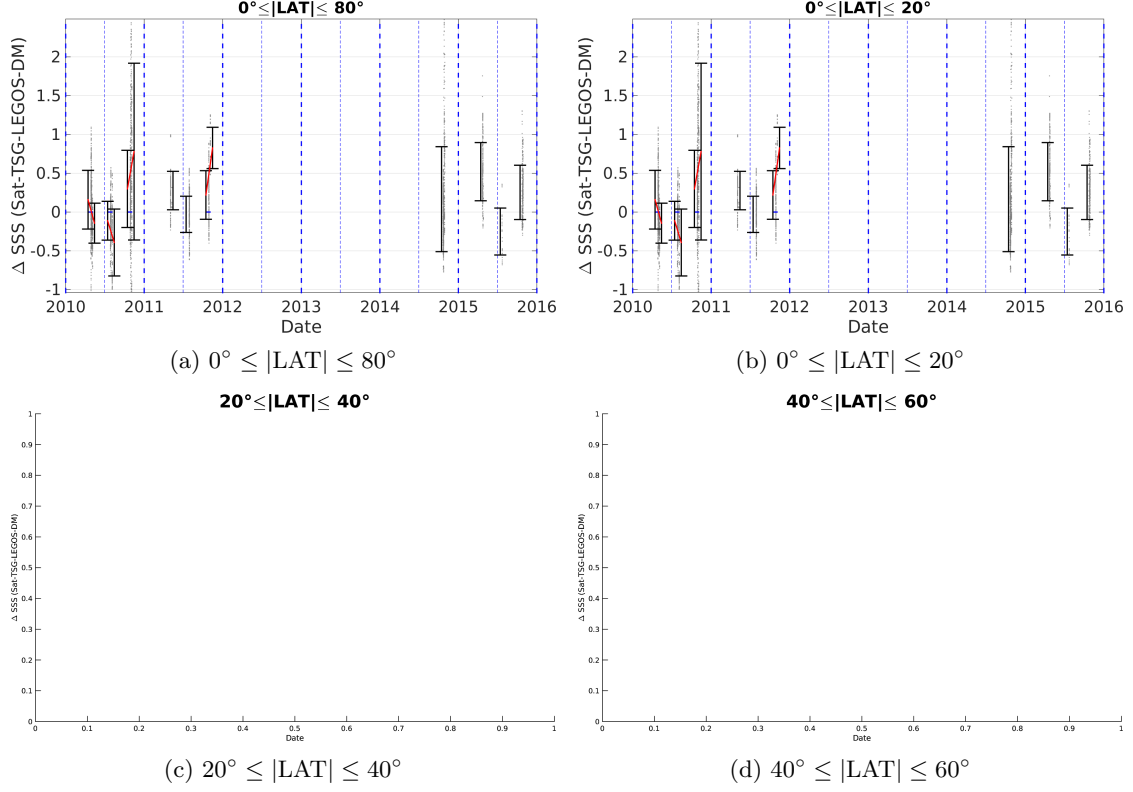 0°≤|LAT|≤ 80°
Δ SSS (Sat-TSG-LEGOS-DM)
2
1.5
1
0.5
0
-0.5
-1
2010 2011 2012 2013 2014 2015 2016
Date
(a) 0° ≤ |LAT| ≤ 80°
0°≤|LAT|≤ 20°
Δ SSS (Sat-TSG-LEGOS-DM)
2
1.5
1
0.5
0
-0.5
-1
2010 2011 2012 2013 2014 2015 2016
Date
(b) 0° ≤ |LAT| ≤ 20°
20°≤|LAT|≤ 40°
Δ SSS (Sat-TSG-LEGOS-DM)
1
0.9
0.8
0.7
0.6
0.5
0.4
0.3
0.2
0.1
0
0 0.1 0.2 0.3 0.4 0.5 0.6 0.7 0.8 0.9 1
Date
(c) 20° ≤ |LAT| ≤ 40°
40°≤|LAT|≤ 60°
Δ SSS (Sat-TSG-LEGOS-DM)
1
0.9
0.8
0.7
0.6
0.5
0.4
0.3
0.2
0.1
0
0 0.1 0.2 0.3 0.4 0.5 0.6 0.7 0.8 0.9 1
Date
(d) 40° ≤ |LAT| ≤ 60°